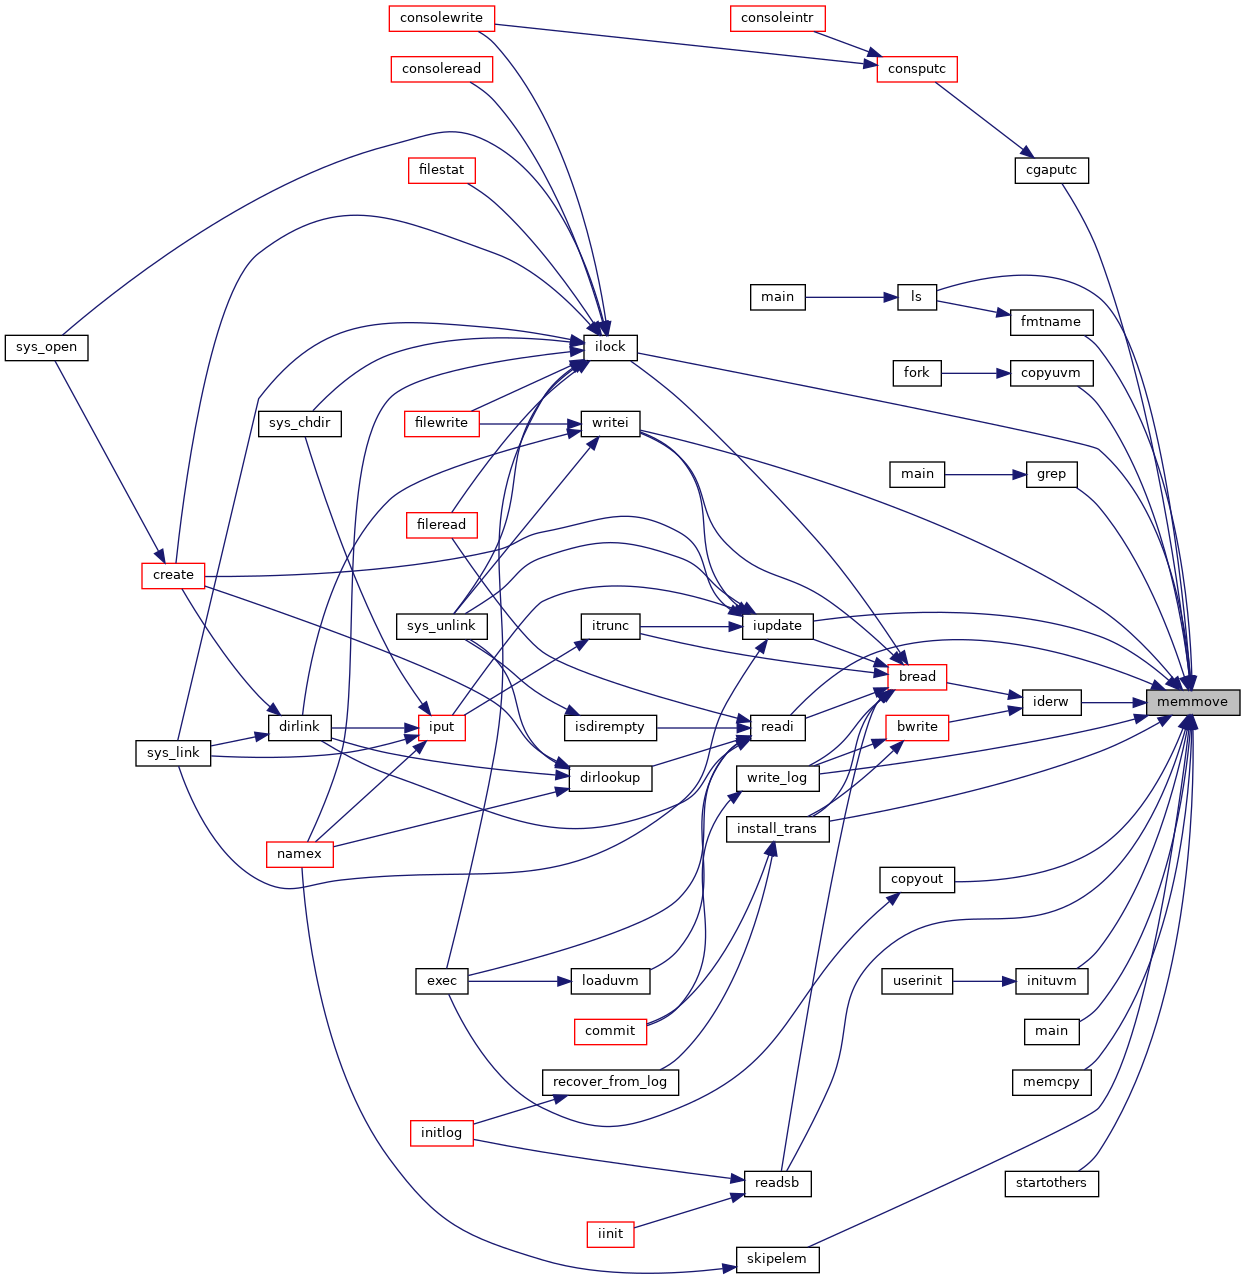 consolewrite
consoleintr
consoleread
consputc
filestat
cgaputc
main
ls
fmtname
sys_open
ilock
fork
copyuvm
sys_chdir
filewrite
writei
main
grep
fileread
create
sys_unlink
itrunc
iupdate
bread
iderw
memmove
dirlink
iput
isdirempty
readi
bwrite
sys_link
dirlookup
write_log
install_trans
namex
copyout
exec
loaduvm
userinit
inituvm
commit
main
recover_from_log
memcpy
initlog
readsb
startothers
iinit
skipelem